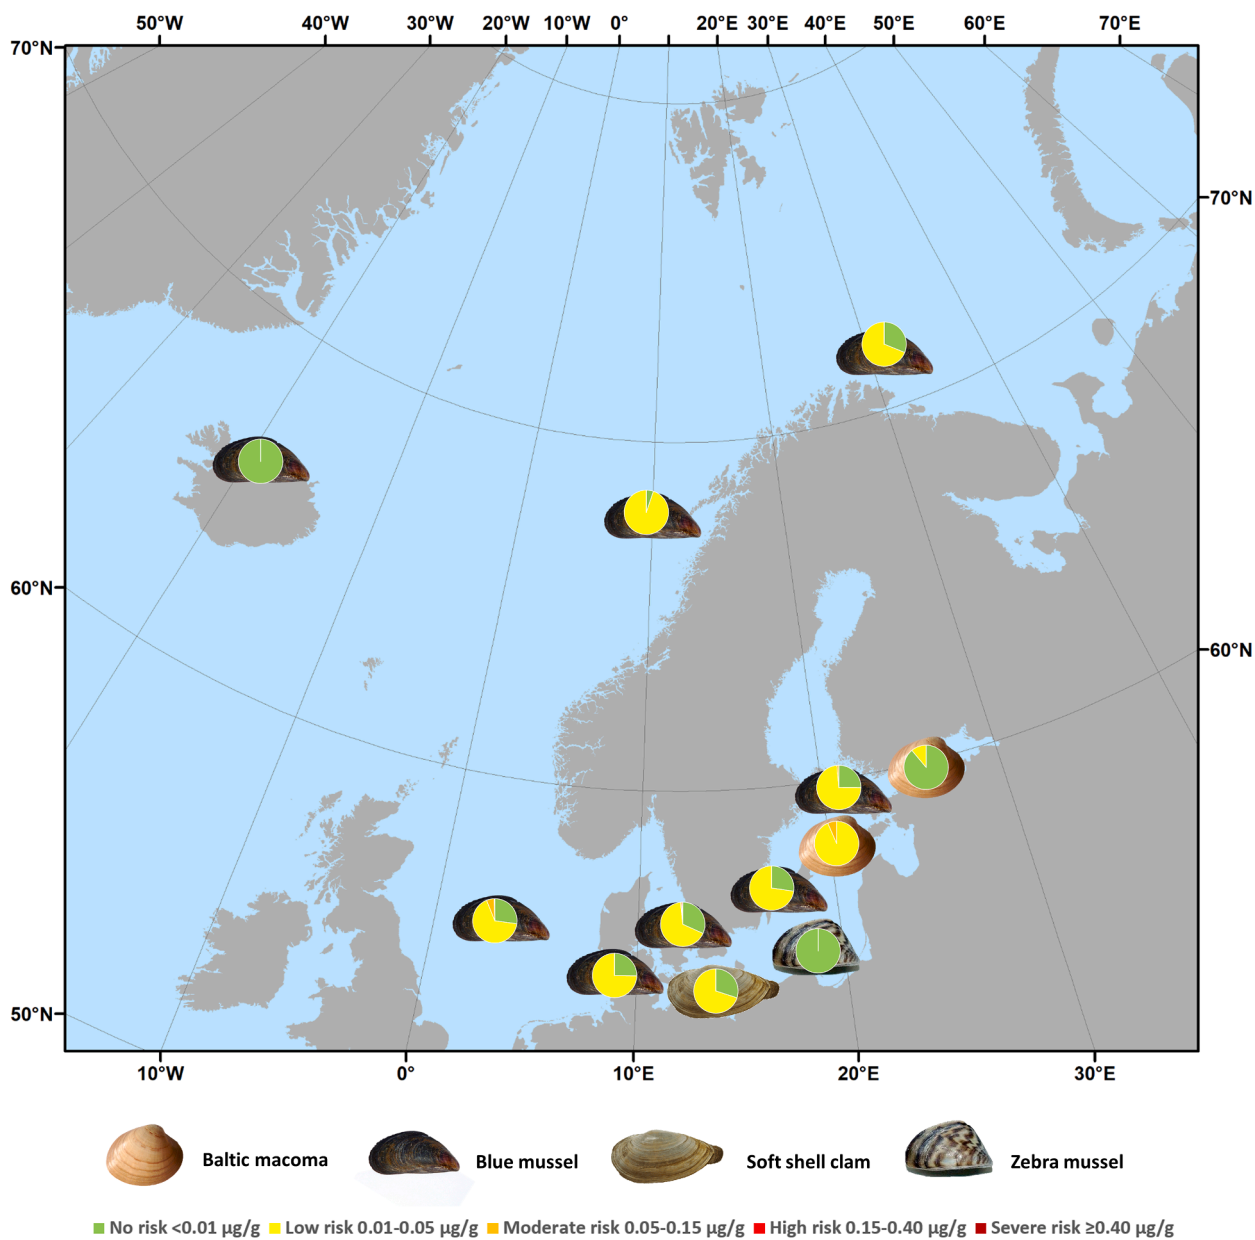 50°W 40°W 30°W 20°W 10°W 0° 20°E 30°E 40°E 50°E 60°E 70°E
70°N
70°N
60°N
60°N
50°N
10°W 0° 10°E 20°E 30°E
Baltic macoma Blue mussel Soft shell clam Zebra mussel
No risk <0.01 µg/g Low risk 0.01-0.05 µg/g Moderate risk 0.05-0.15 µg/g High risk 0.15-0.40 µg/g Severe risk ≥0.40 µg/g